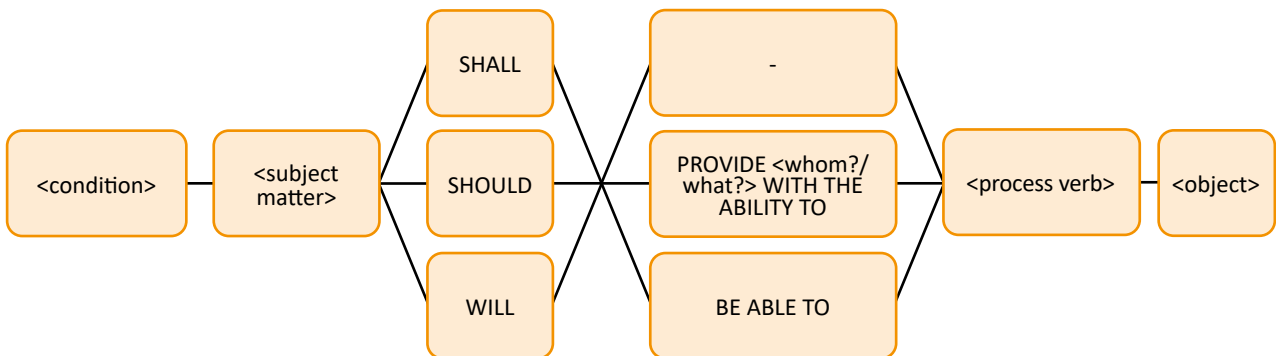 <condition>
<subject
matter>
SHALL
SHOULD
WILL
-
PROVIDE <whom?/
what?> WITH THE
ABILITY TO
BE ABLE TO
<process verb>
<object>